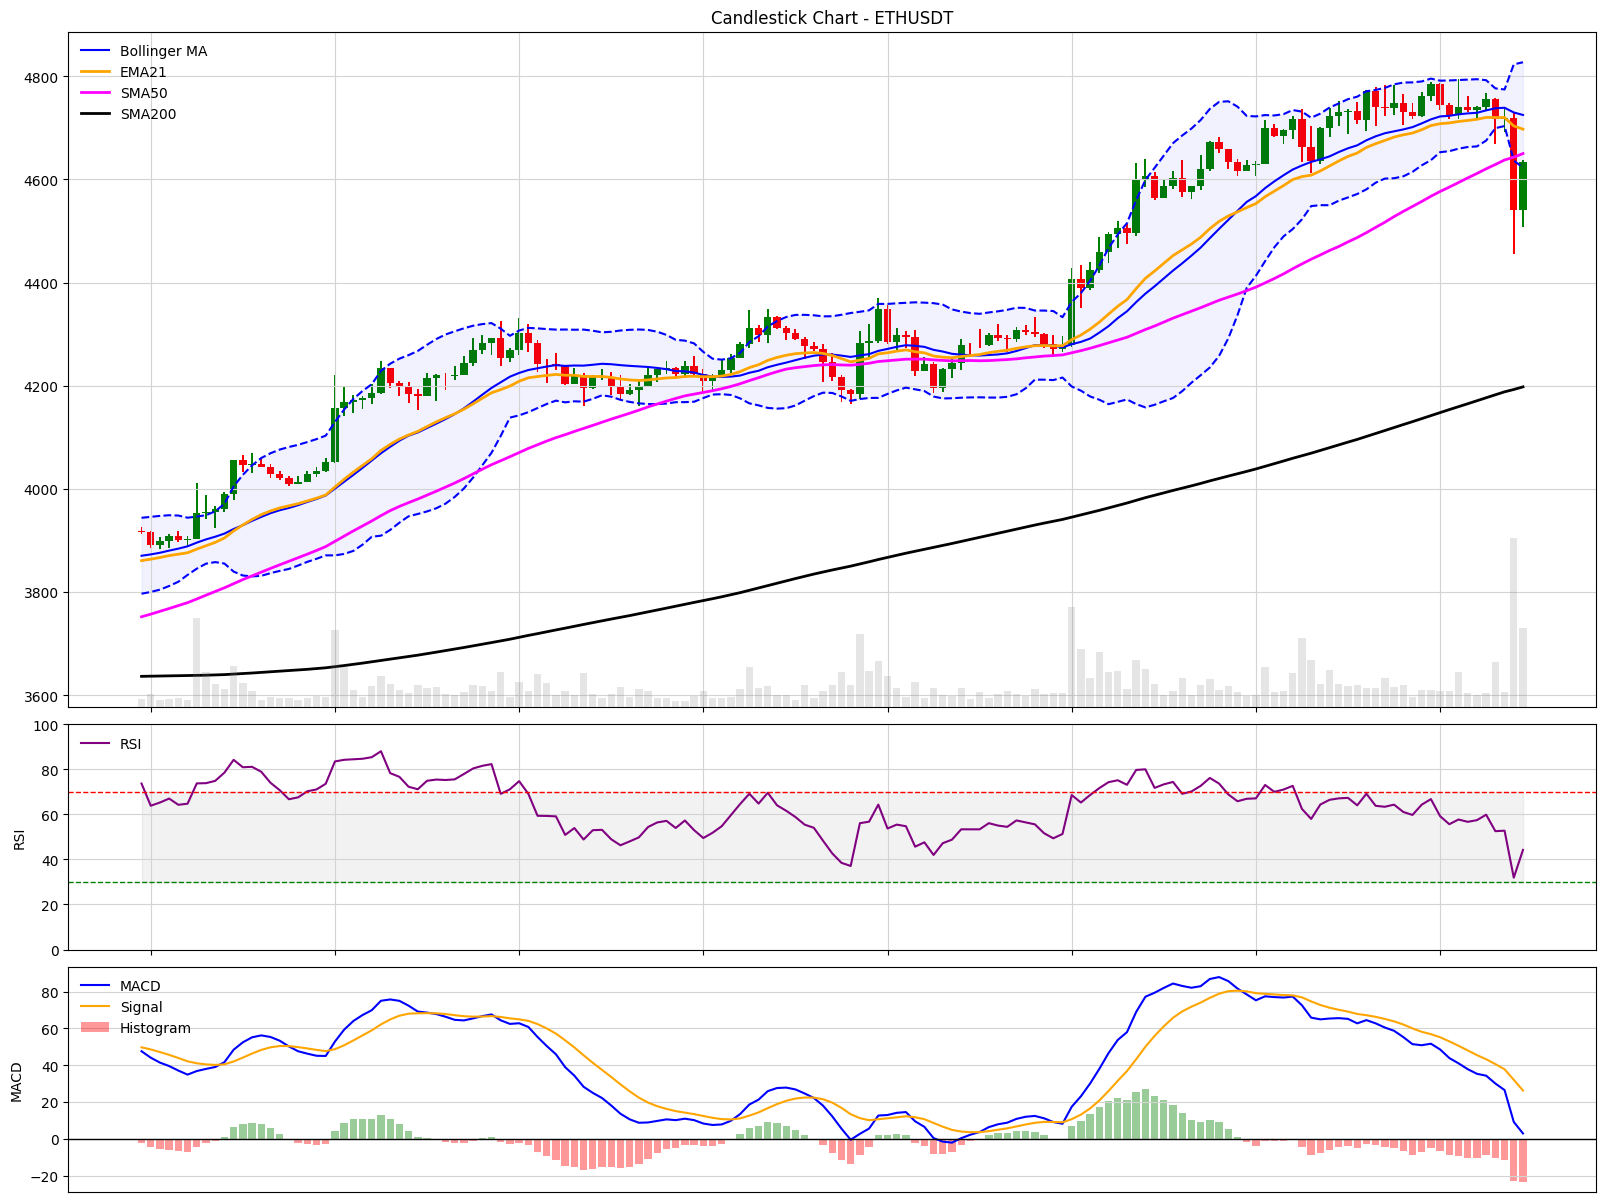 Candlestick Chart - ETHUSDT
Bollinger MA
EMA21
SMA50
SMA200
4800
4600
4400
4200
4000
3800
3600
RSI
100
80
60
40
20
0
RSI
MACD
Signal
Histogram
80
60
40
20
0
−20
MACD